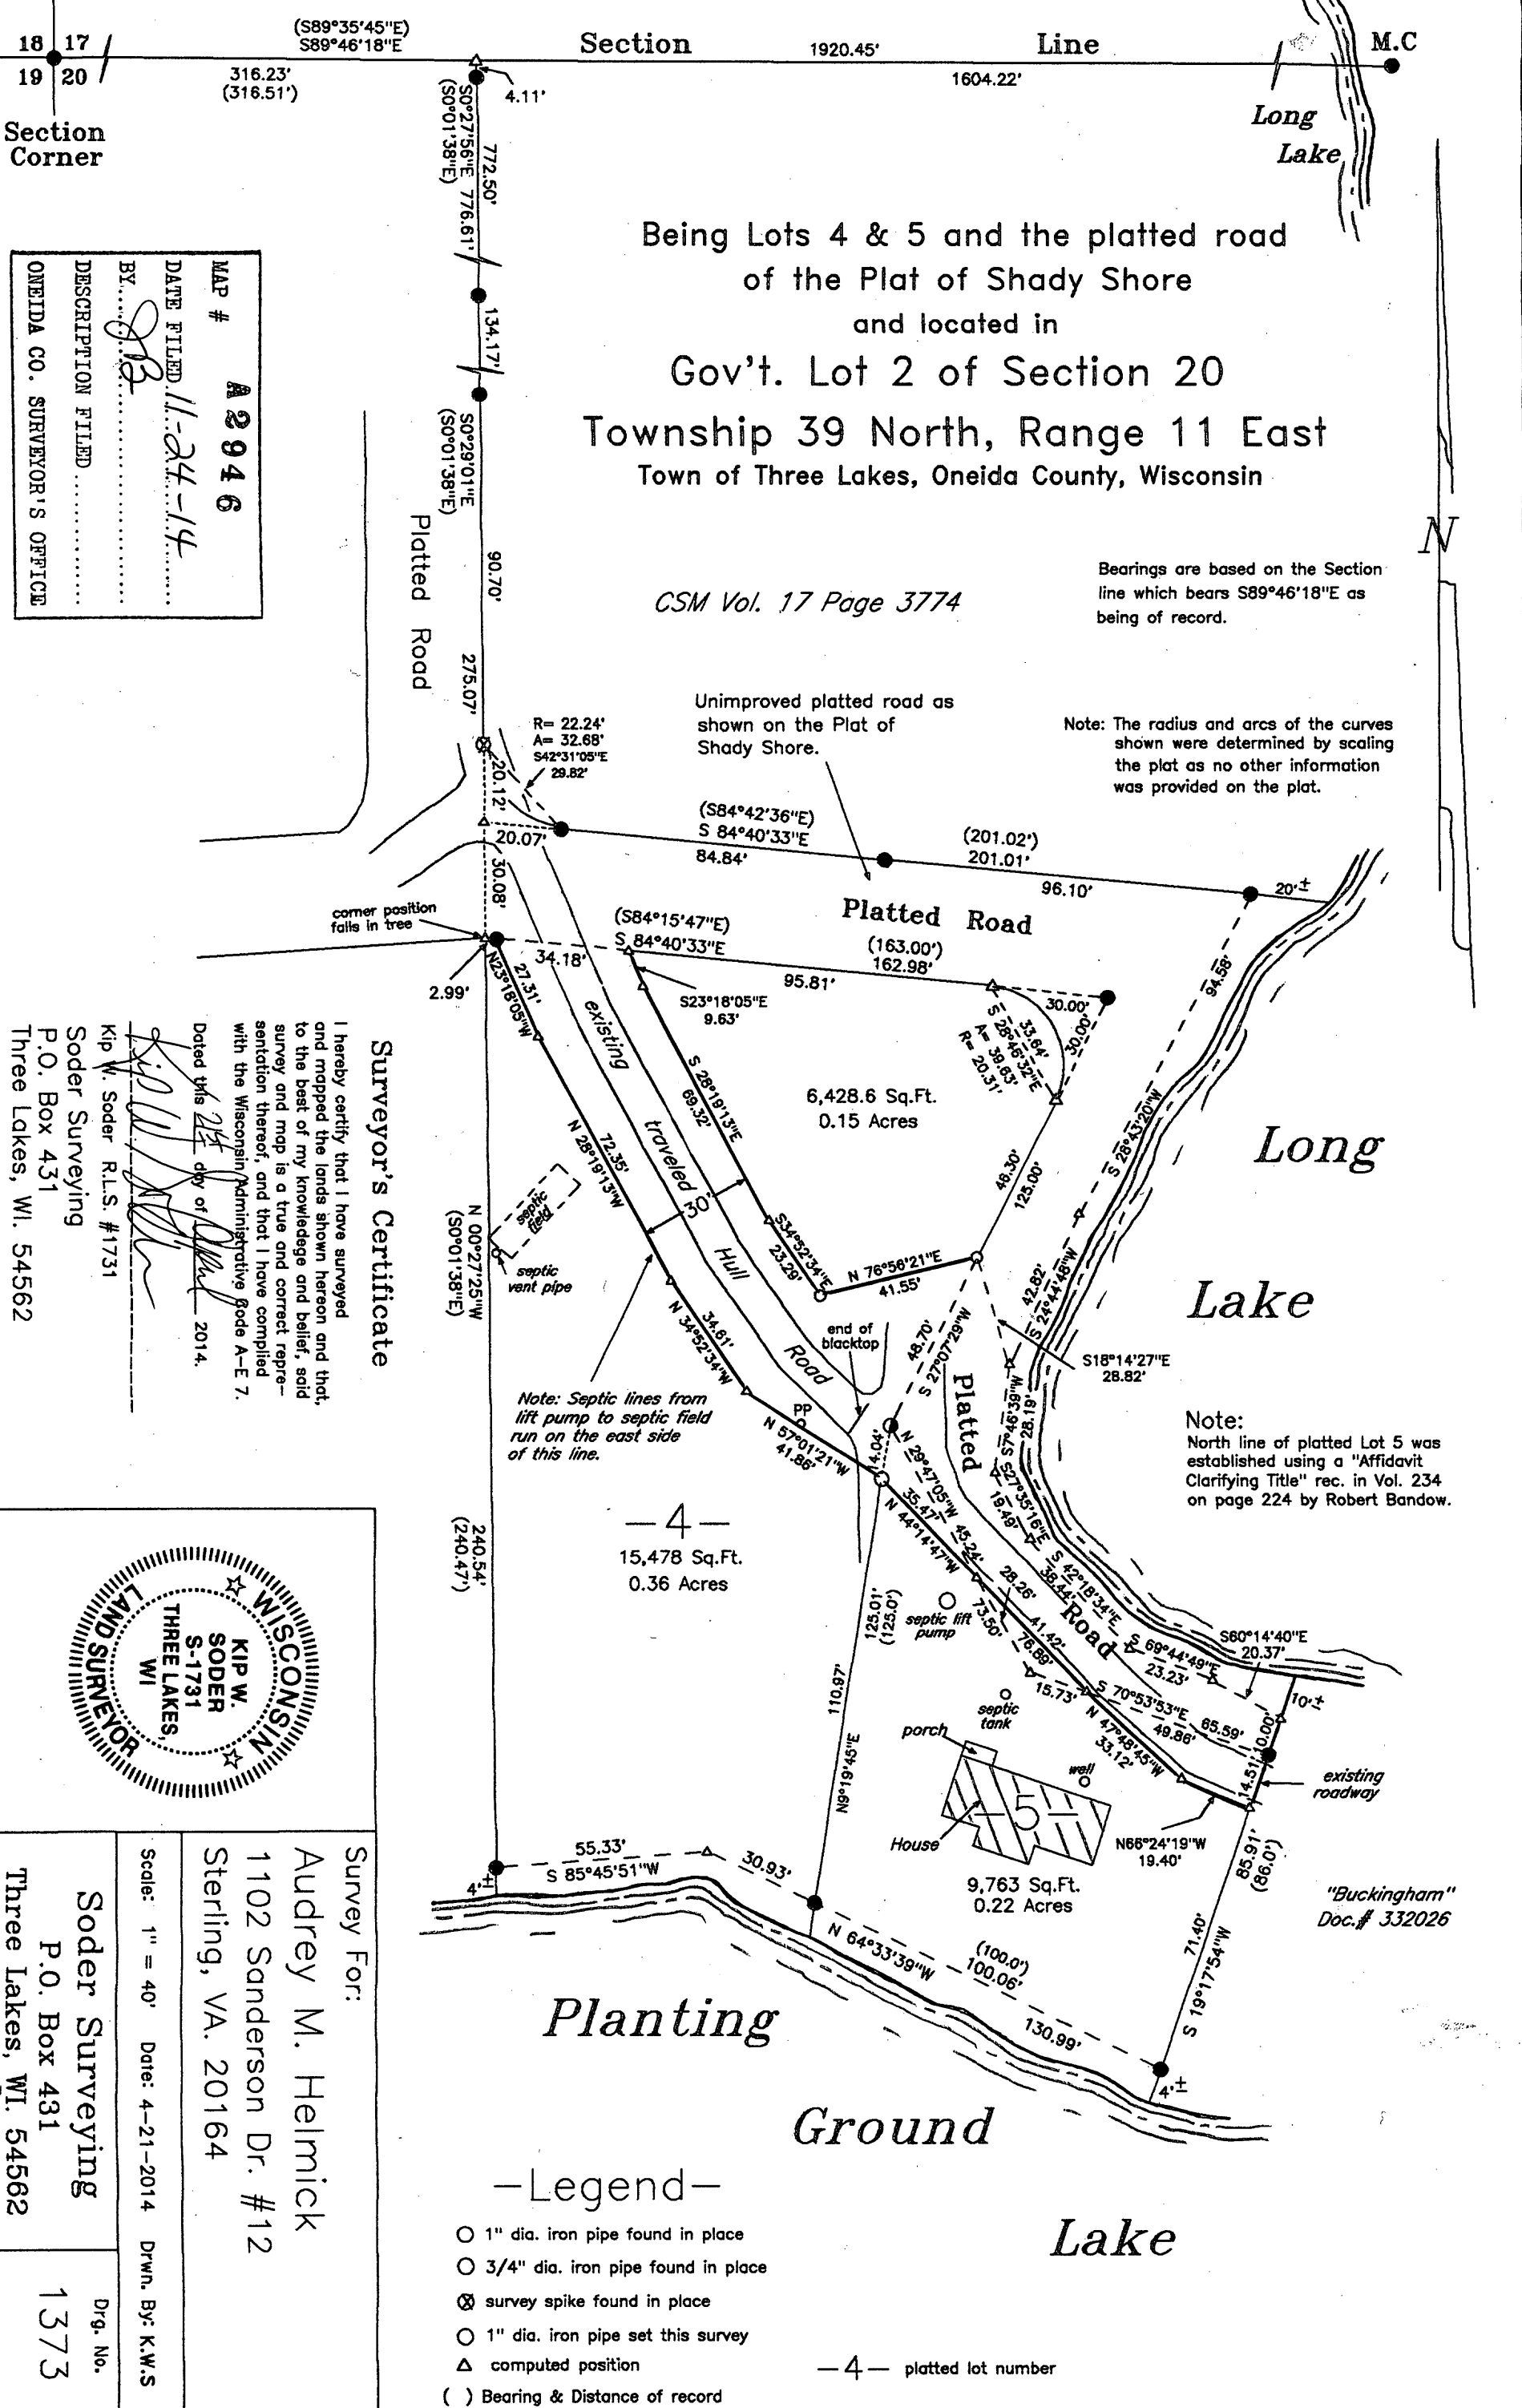 18 17
19 20
Section
Corner
(S89°35'45"E)
S89°46'18"E
Section
1920.45'
Line
M.C
316.23'
(316.51')
4.11'
1604.22'
Long
Lake
772.50'
S0°27'56"E 776.61'
(S0°01'38"E)
134.17'
S0°29'01"E
(S0°01'38"E)
90.70'
275.07'
Platted Road
Being Lots 4 & 5 and the platted road
of the Plat of Shady Shore
and located in
Gov't. Lot 2 of Section 20
Township 39 North, Range 11 East
Town of Three Lakes, Oneida County, Wisconsin
N
MAP # A2946
DATE FILED 11-24-14
BY JB
DESCRIPTION FILED
ONEIDA CO. SURVEYOR'S OFFICE
CSM Vol. 17 Page 3774
Bearings are based on the Section
line which bears S89°46'18"E as
being of record.
Unimproved platted road as
shown on the Plat of
Shady Shore.
Note: The radius and arcs of the curves
shown were determined by scaling
the plat as no other information
was provided on the plat.
R= 22.24'
A= 32.68'
S42°31'05"E
29.82'
20.12'
20.07'
30.08'
(S84°42'36"E)
S 84°40'33"E
84.84'
(201.02')
201.01'
96.10'
20'±
corner position
falls in tree
2.99'
34.18'
27.31'
N23°18'05"W
(S84°15'47"E)
S 84°40'33"E
95.81'
Platted Road
(163.00')
162.98'
S23°18'05"E
9.63'
30.00'
30.00'
33.64'
S 28°46'32"E
A= 39.63'
R= 20.31'
94.58'
S 28°43'20"W
6,428.6 Sq.Ft.
0.15 Acres
existing
traveled
Hull
Road
S 28°19'13"E
69.32'
72.35'
N 28°19'13"W
30'
46.30'
125.00'
Long
Lake
septic
field
septic
vent pipe
N 00°27'25"W
(S0°01'38"E)
S34°52'34"E
23.29'
N 76°56'21"E
41.55'
42.82'
S 24°44'48"W
S18°14'27"E
28.82'
34.61'
N 34°52'34"W
end of
blacktop
48.70'
S 27°07'29"W
S7°46'39"W
28.19'
Platted
Road
Note: Septic lines from
lift pump to septic field
run on the east side
of this line.
PP
N 57°01'21"W
41.86'
14.04'
Note:
North line of platted Lot 5 was
established using a "Affidavit
Clarifying Title" rec. in Vol. 234
on page 224 by Robert Bandow.
N 29°47'05"W 45.24'
35.47'
N 44°14'47"W
S27°35'16"E
19.49'
S 42°18'34"E
38.44'
28.26'
41.42'
73.50'
76.89'
15.73'
S 69°44'49"E
23.23'
S60°14'40"E
20.37'
S 70°53'53"E 65.59'
49.86'
N 47°48'45"W
33.12'
10'±
10.00'
14.51'
existing
roadway
N66°24'19"W
19.40'
—4—
15,478 Sq.Ft.
0.36 Acres
240.54'
(240.47')
125.01'
(125.0')
110.97'
N9°19'45"E
septic lift
pump
septic
tank
porch
well
House
—5—
9,763 Sq.Ft.
0.22 Acres
85.91'
(86.0')
71.40'
S 19°17'54"W
"Buckingham"
Doc.# 332026
55.33'
S 85°45'51"W
4'±
30.93'
N 64°33'39"W
(100.0')
100.06'
130.99'
4'±
Planting
Ground
Lake
Surveyor's Certificate
I hereby certify that I have surveyed
and mapped the lands shown hereon and that,
to the best of my knowledege and belief, said
survey and map is a true and correct repre-
sentation thereof, and that I have complied
with the Wisconsin Administrative Code A-E 7.
Dated this 21st day of April 2014.
Kip W. Soder R.L.S. #1731
Soder Surveying
P.O. Box 431
Three Lakes, WI. 54562
WISCONSIN
KIP W.
SODER
S-1731
THREE LAKES,
WI
LAND SURVEYOR
Survey For:
Audrey M. Helmick
1102 Sanderson Dr. #12
Sterling, VA. 20164
Scale: 1" = 40' Date: 4-21-2014 Drwn. By: K.W.S
Soder Surveying
P.O. Box 431
Three Lakes, WI. 54562
Drg. No.
1373
—Legend—
1" dia. iron pipe found in place
3/4" dia. iron pipe found in place
survey spike found in place
1" dia. iron pipe set this survey
computed position
( ) Bearing & Distance of record
—4— platted lot number